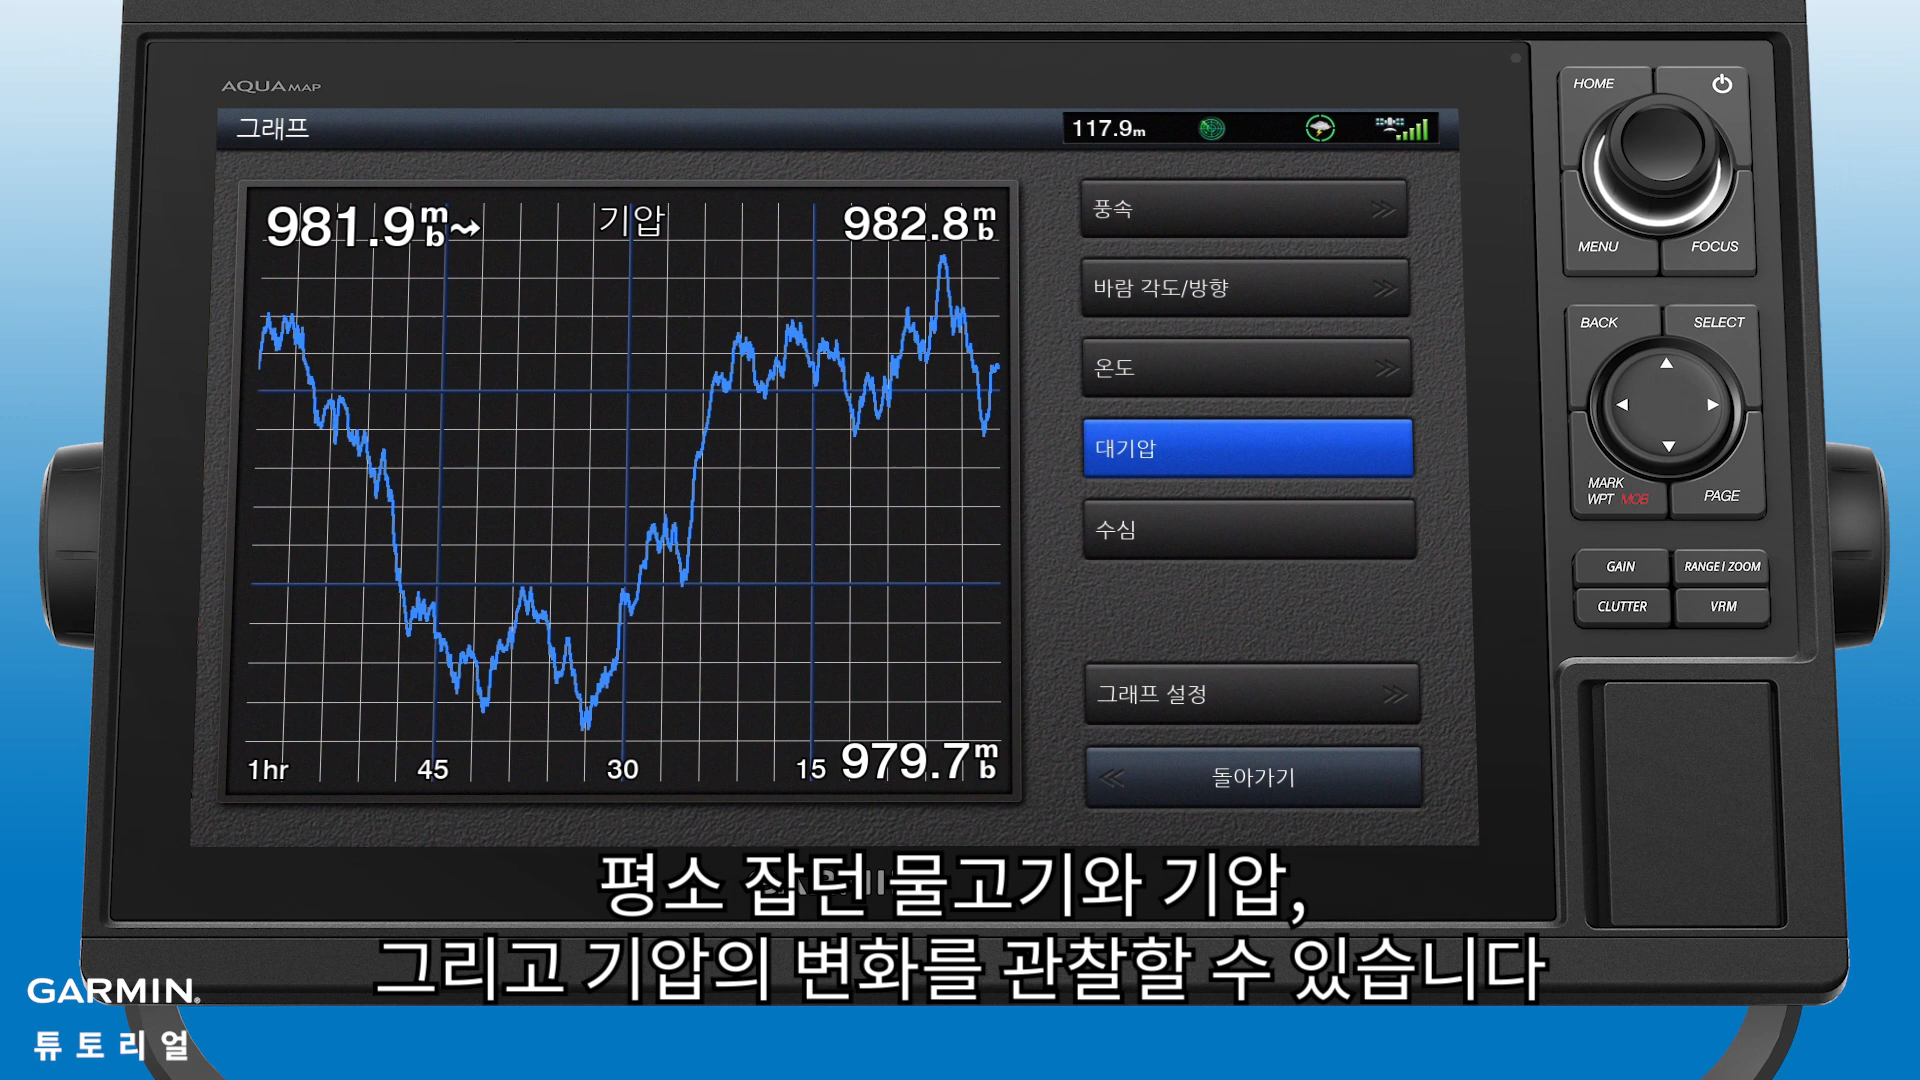 AQUAMAP
그래프
117.9m
981.9mb
기압
982.8mb
979.7mb
1hr
45
30
15
풍속
바람 각도/방향
온도
대기압
수심
그래프 설정
돌아가기
HOME
MENU
FOCUS
BACK
SELECT
MARK
WPT MOB
PAGE
GAIN
RANGE | ZOOM
CLUTTER
VRM
평소 잡던 물고기와 기압,
그리고 기압의 변화를 관찰할 수 있습니다
GARMIN
튜토리얼